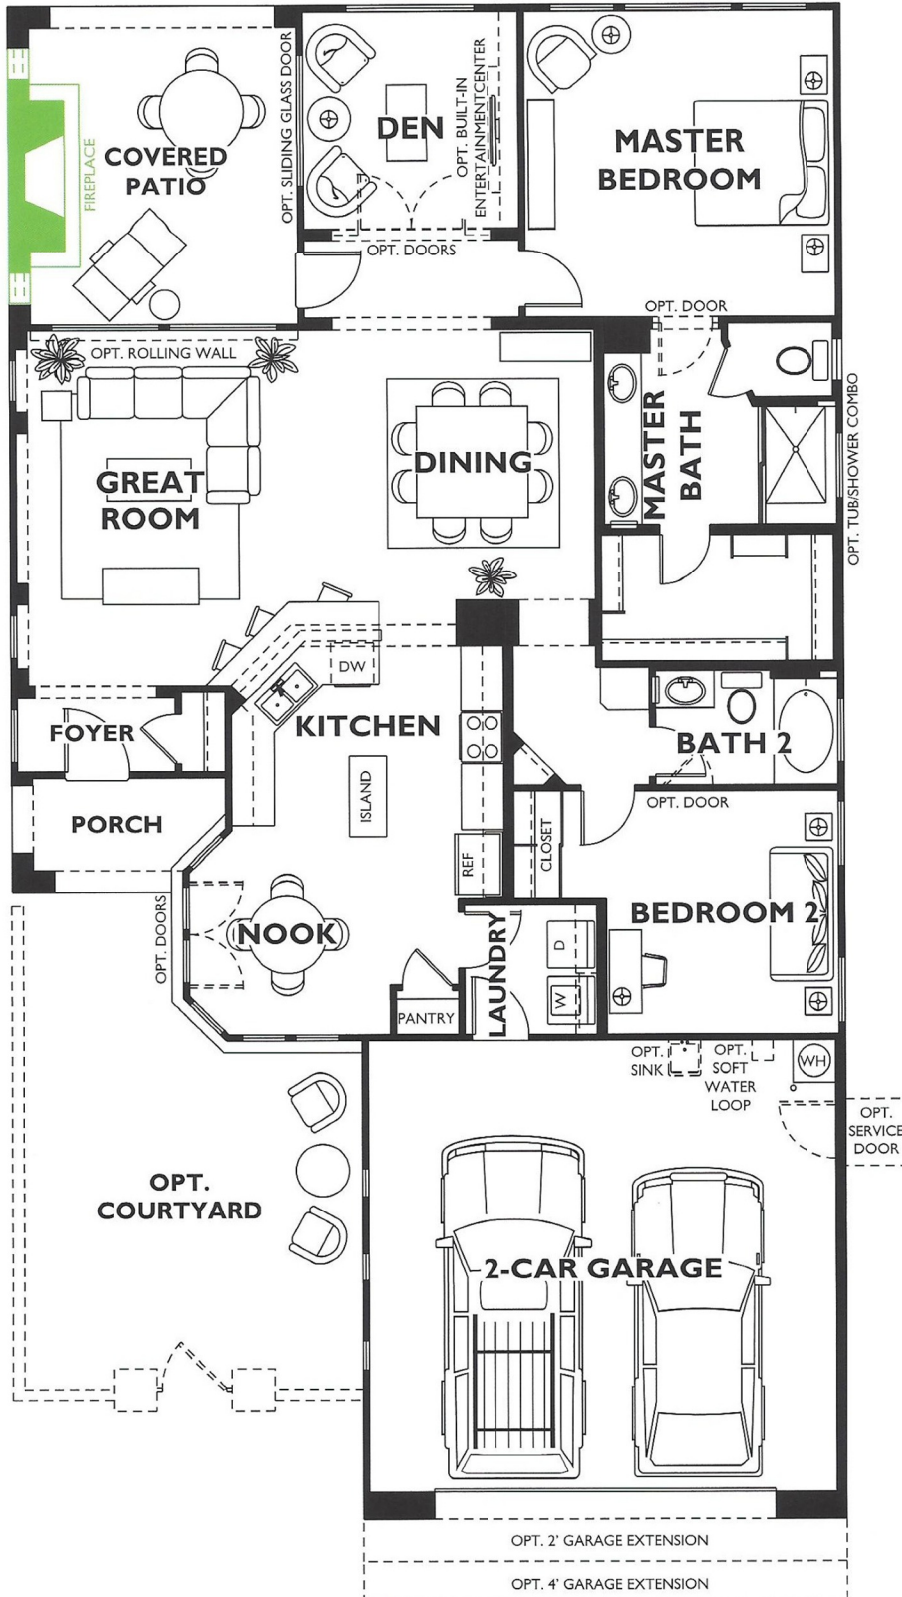 FIREPLACE
COVERED
PATIO
OPT. SLIDING GLASS DOOR
DEN
OPT. BUILT-IN
ENTERTAINMENTCENTER
OPT. DOORS
MASTER
BEDROOM
OPT. DOOR
OPT. ROLLING WALL
GREAT
ROOM
DINING
MASTER
BATH
OPT. TUB/SHOWER COMBO
DW
KITCHEN
ISLAND
REF
FOYER
PORCH
BATH 2
OPT. DOOR
CLOSET
BEDROOM 2
OPT. DOORS
NOOK
PANTRY
LAUNDRY
D
W
OPT.
SINK
OPT.
SOFT
WATER
LOOP
WH
OPT.
SERVICE
DOOR
OPT.
COURTYARD
2-CAR GARAGE
OPT. 2' GARAGE EXTENSION
OPT. 4' GARAGE EXTENSION